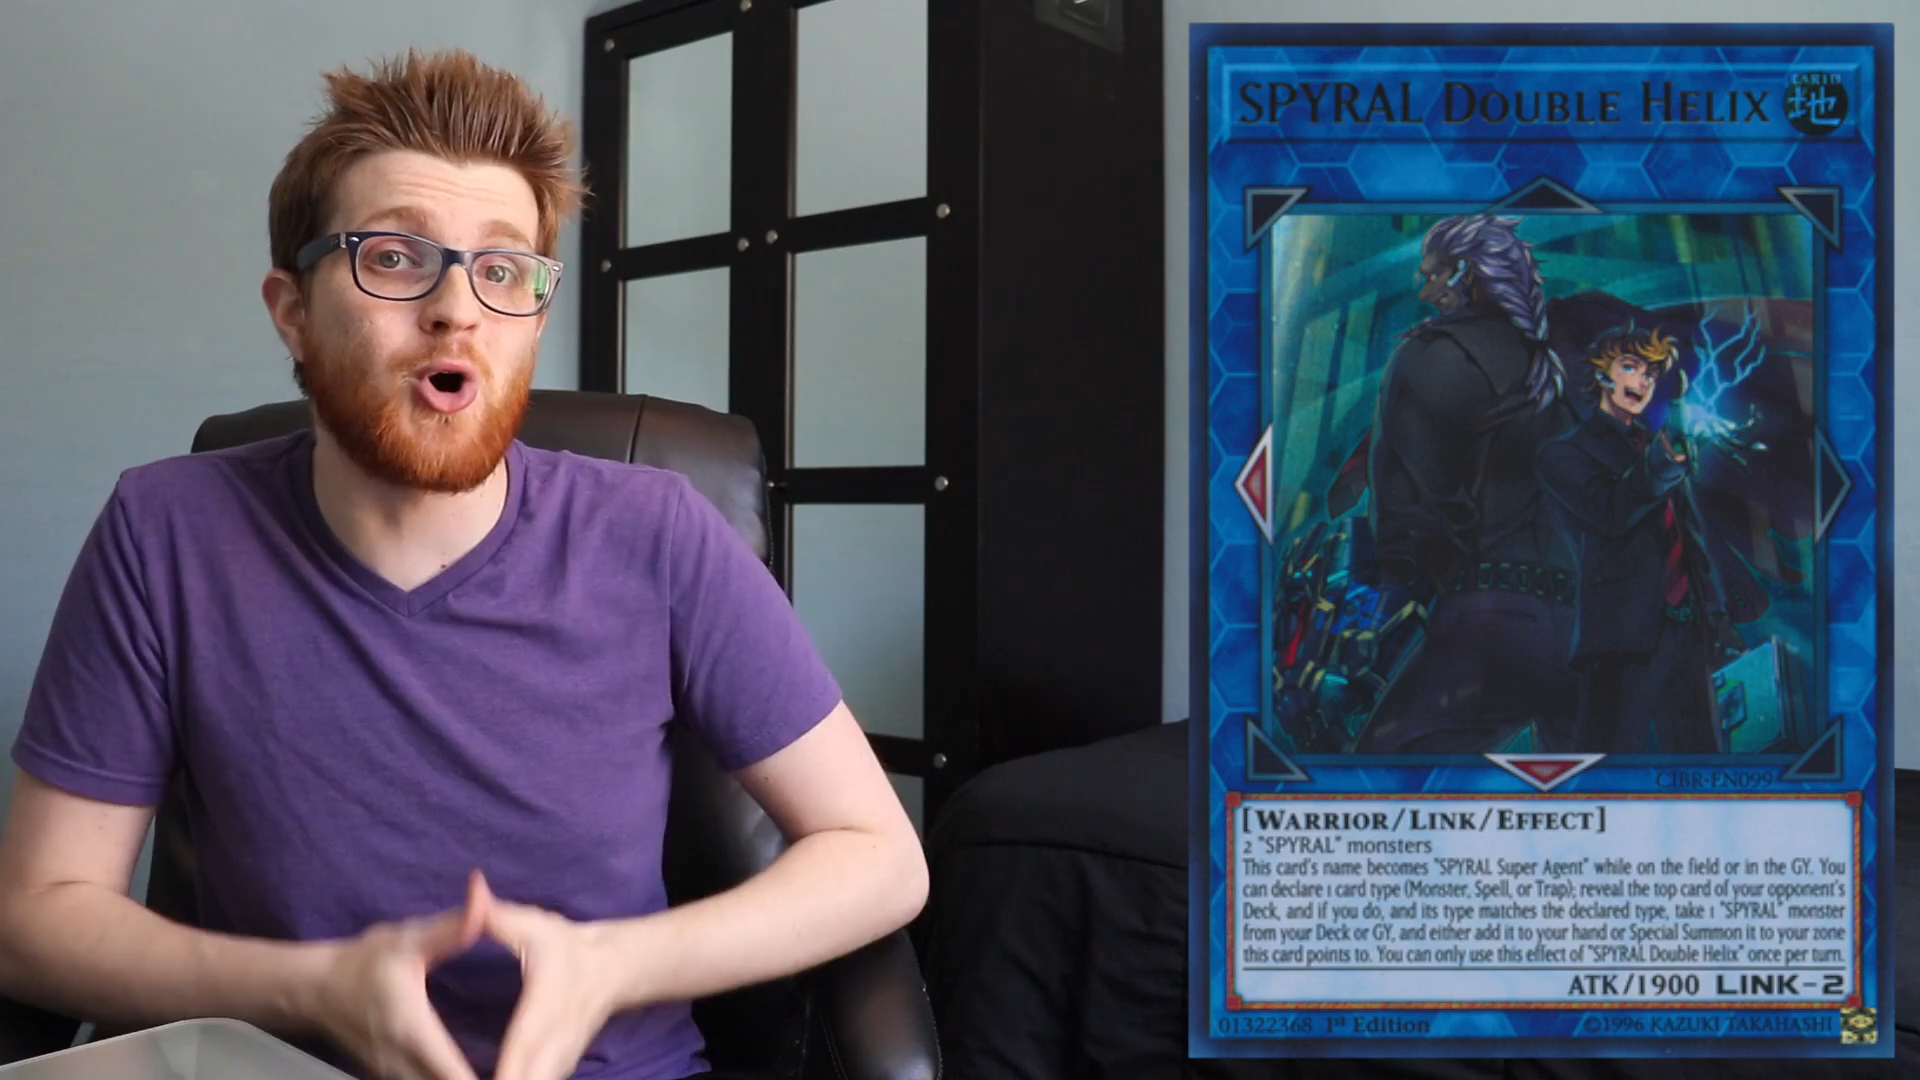 SPYRAL DOUBLE HELIX
EARTH
地
CIBR-EN099
[WARRIOR/LINK/EFFECT]
2 "SPYRAL" monsters
This card's name becomes "SPYRAL Super Agent" while on the field or in the GY. You
can declare 1 card type (Monster, Spell, or Trap); reveal the top card of your opponent's
Deck, and if you do, and its type matches the declared type, take 1 "SPYRAL" monster
from your Deck or GY, and either add it to your hand or Special Summon it to your zone
this card points to. You can only use this effect of "SPYRAL Double Helix" once per turn.
ATK/1900 LINK-2
01322368 1st Edition
©1996 KAZUKI TAKAHASHI